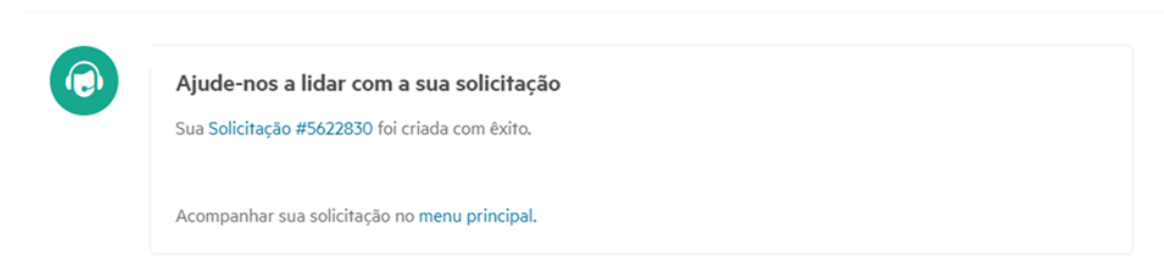 Ajude-nos a lidar com a sua solicitação
Sua Solicitação #5622830 foi criada com êxito.
Acompanhar sua solicitação no menu principal.